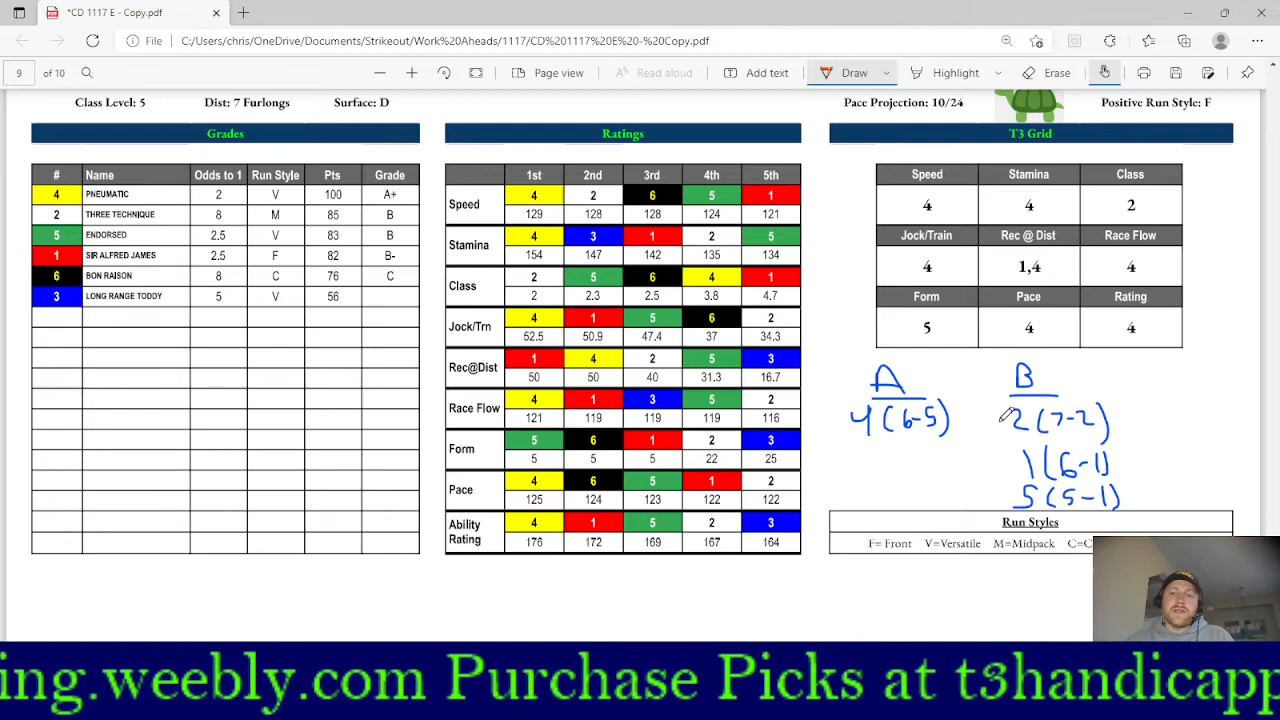 *CD 1117 E - Copy.pdf
File C:/Users/chris/OneDrive/Documents/Strikeout/Work%20Aheads/1117/CD%201117%20E%20-%20Copy.pdf
9 of 10 Page view Read aloud Add text Draw Highlight Erase
Class Level: 5 Dist: 7 Furlongs Surface: D Pace Projection: 10/24 Positive Run Style: F
Grades
# Name Odds to 1 Run Style Pts Grade
4 PNEUMATIC 2 V 100 A+
2 THREE TECHNIQUE 8 M 85 B
5 ENDORSED 2.5 V 83 B
1 SIR ALFRED JAMES 2.5 F 82 B-
6 BON RAISON 8 C 76 C
3 LONG RANGE TODDY 5 V 56
Ratings
1st 2nd 3rd 4th 5th
Speed 4 2 6 5 1
129 128 128 124 121
Stamina 4 3 1 2 5
154 147 142 135 134
Class 2 5 6 4 1
2 2.3 2.5 3.8 4.7
Jock/Trn 4 1 5 6 2
52.5 50.9 47.4 37 34.3
Rec@Dist 1 4 2 5 3
50 50 40 31.3 16.7
Race Flow 4 1 3 5 2
121 119 119 119 116
Form 5 6 1 2 3
5 5 5 22 25
Pace 4 6 5 1 2
125 124 123 122 122
Ability Rating 4 1 5 2 3
176 172 169 167 164
T3 Grid
Speed Stamina Class
4 4 2
Jock/Train Rec @ Dist Race Flow
4 1,4 4
Form Pace Rating
5 4 4
A B
4(6-5) 2(7-2)
1(6-1)
5(5-1)
Run Styles
F= Front V=Versatile M=Midpack
ing.weebly.com Purchase Picks at t3handicapp